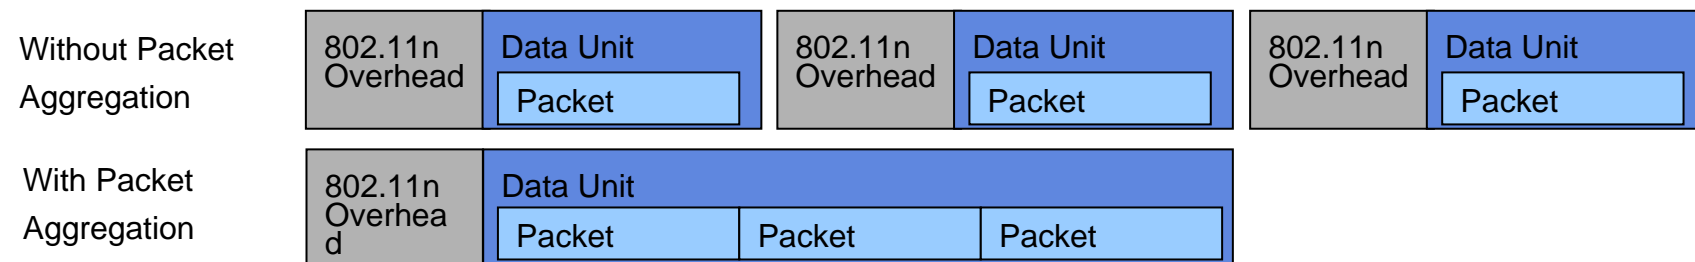 Without Packet
Aggregation
802.11n
Overhead
Data Unit
Packet
802.11n
Overhead
Data Unit
Packet
802.11n
Overhead
Data Unit
Packet
With Packet
Aggregation
802.11n
Overhea
d
Data Unit
Packet
Packet
Packet